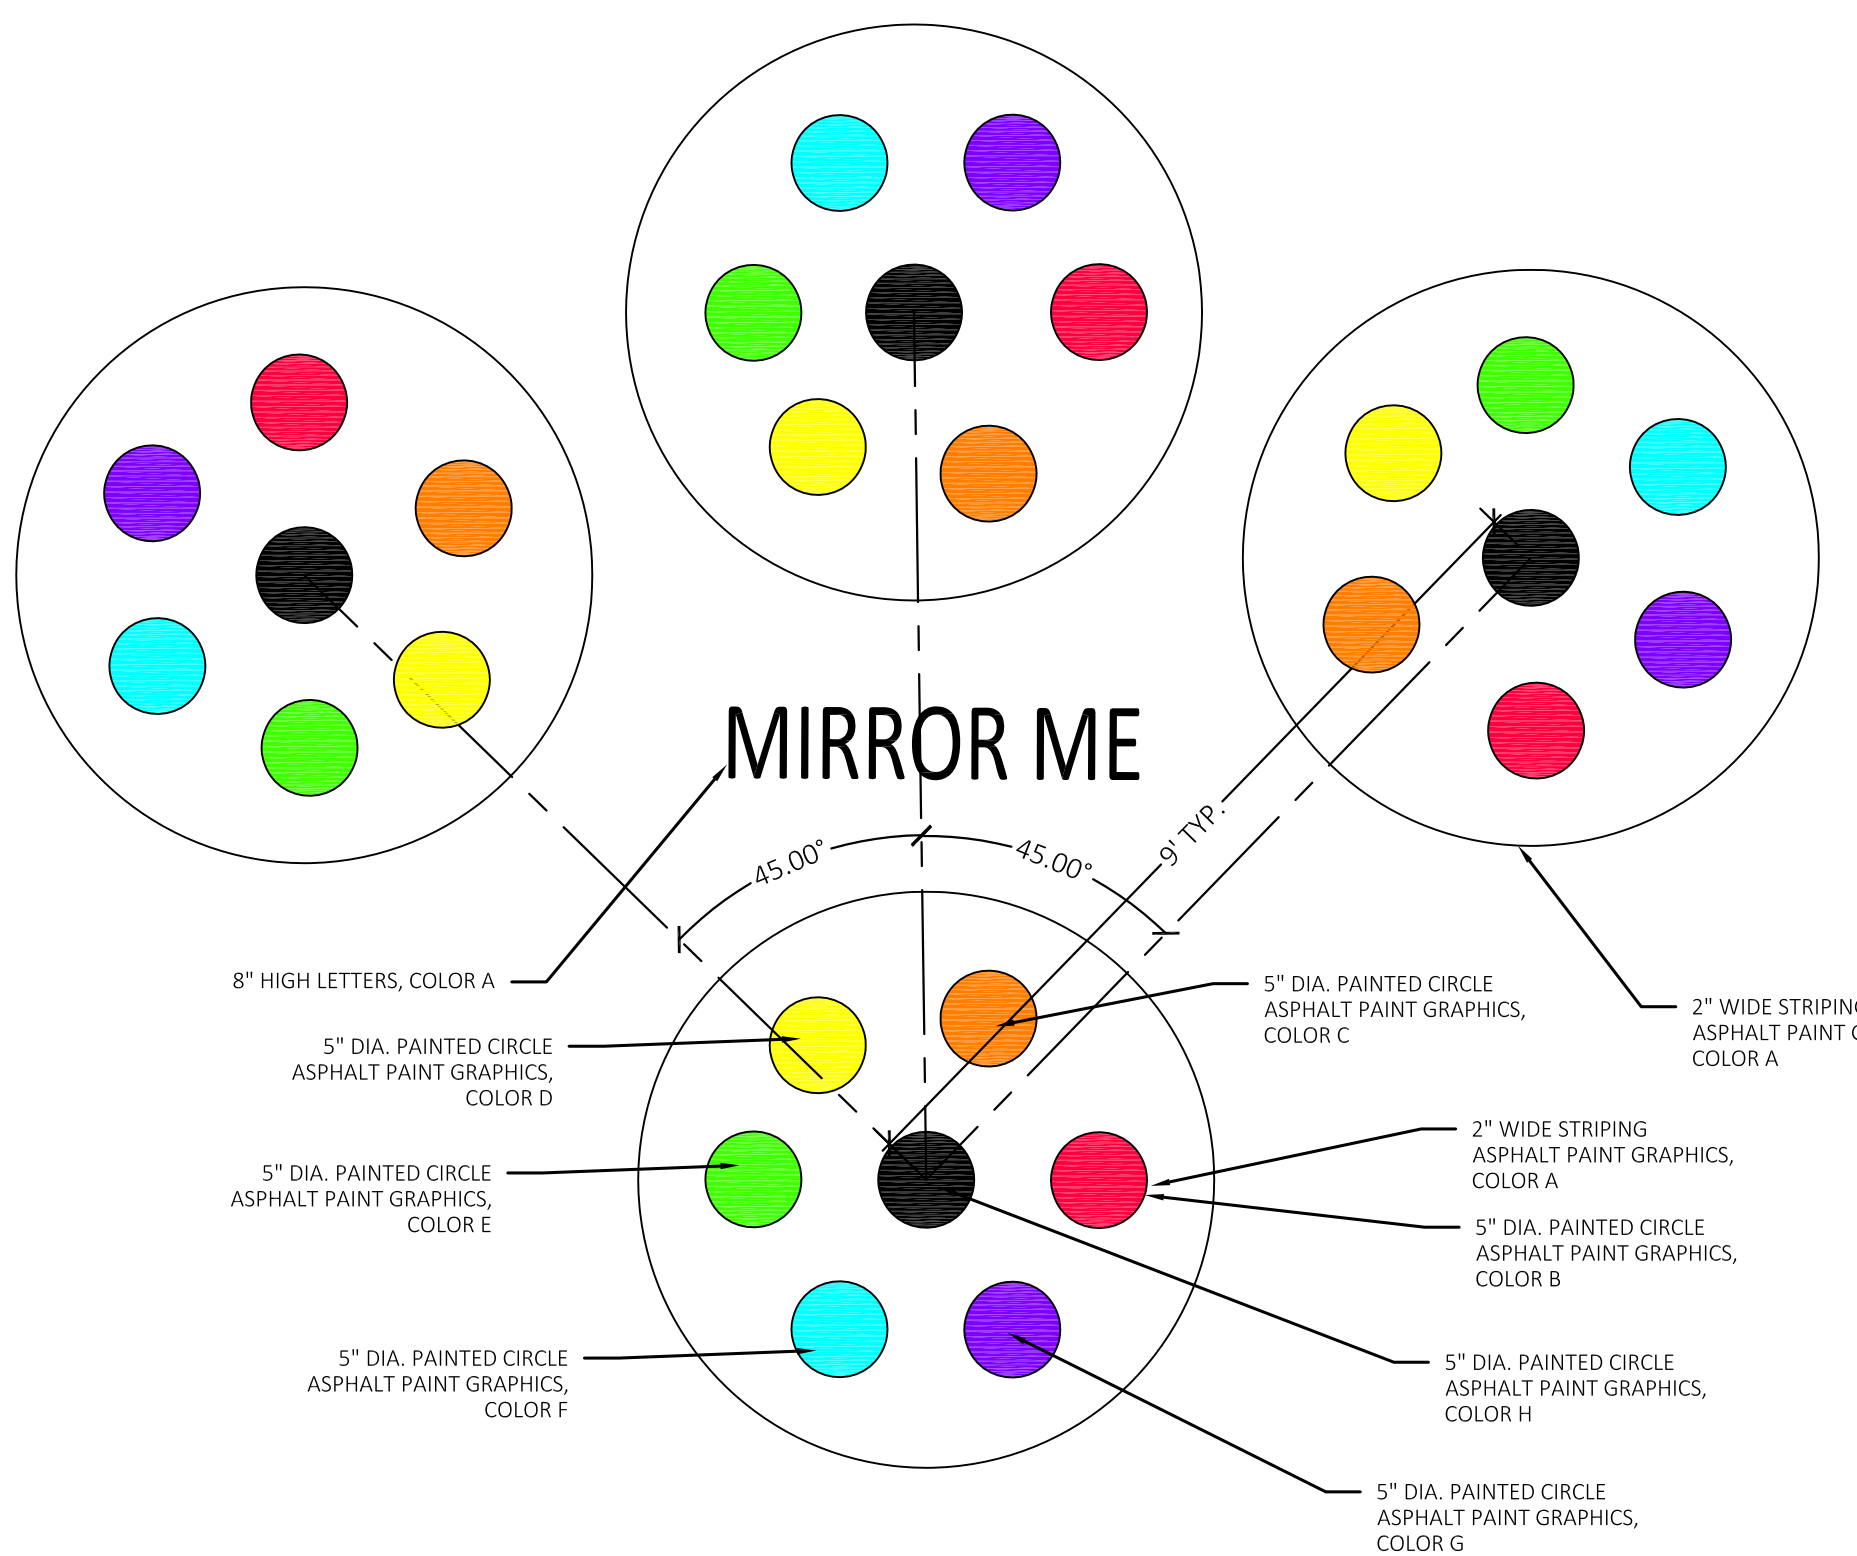 MIRROR ME
9' TYP.
45.00°
45.00°
8" HIGH LETTERS, COLOR A
5" DIA. PAINTED CIRCLE
ASPHALT PAINT GRAPHICS,
COLOR C
2" WIDE STRIPING
ASPHALT PAINT
COLOR A
5" DIA. PAINTED CIRCLE
ASPHALT PAINT GRAPHICS,
COLOR D
2" WIDE STRIPING
ASPHALT PAINT GRAPHICS,
COLOR A
5" DIA. PAINTED CIRCLE
ASPHALT PAINT GRAPHICS,
COLOR E
5" DIA. PAINTED CIRCLE
ASPHALT PAINT GRAPHICS,
COLOR B
5" DIA. PAINTED CIRCLE
ASPHALT PAINT GRAPHICS,
COLOR F
5" DIA. PAINTED CIRCLE
ASPHALT PAINT GRAPHICS,
COLOR H
5" DIA. PAINTED CIRCLE
ASPHALT PAINT GRAPHICS,
COLOR G